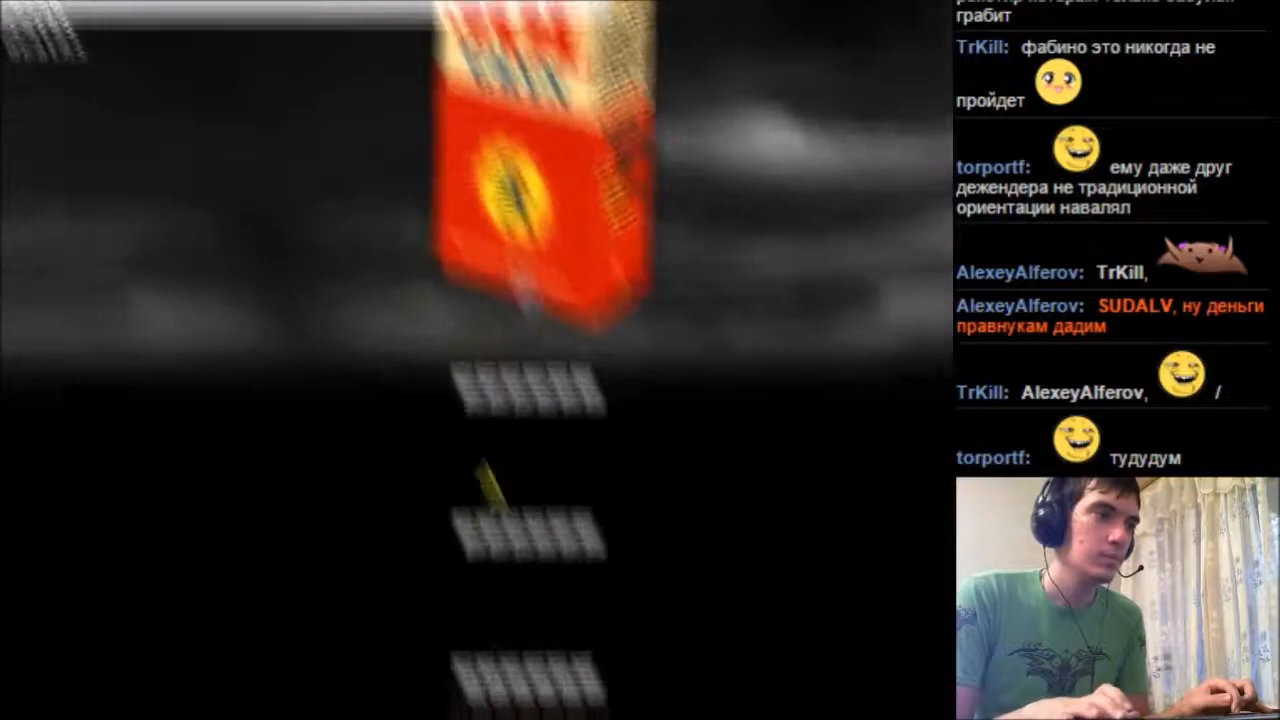 грабит
TrKill: фабино это никогда не
пройдет
torportf: ему даже друг
дежендера не традиционной
ориентации навалял
AlexeyAlferov: TrKill,
AlexeyAlferov: SUDALV, ну деньги
правнукам дадим
TrKill: AlexeyAlferov, /
torportf: тудудум